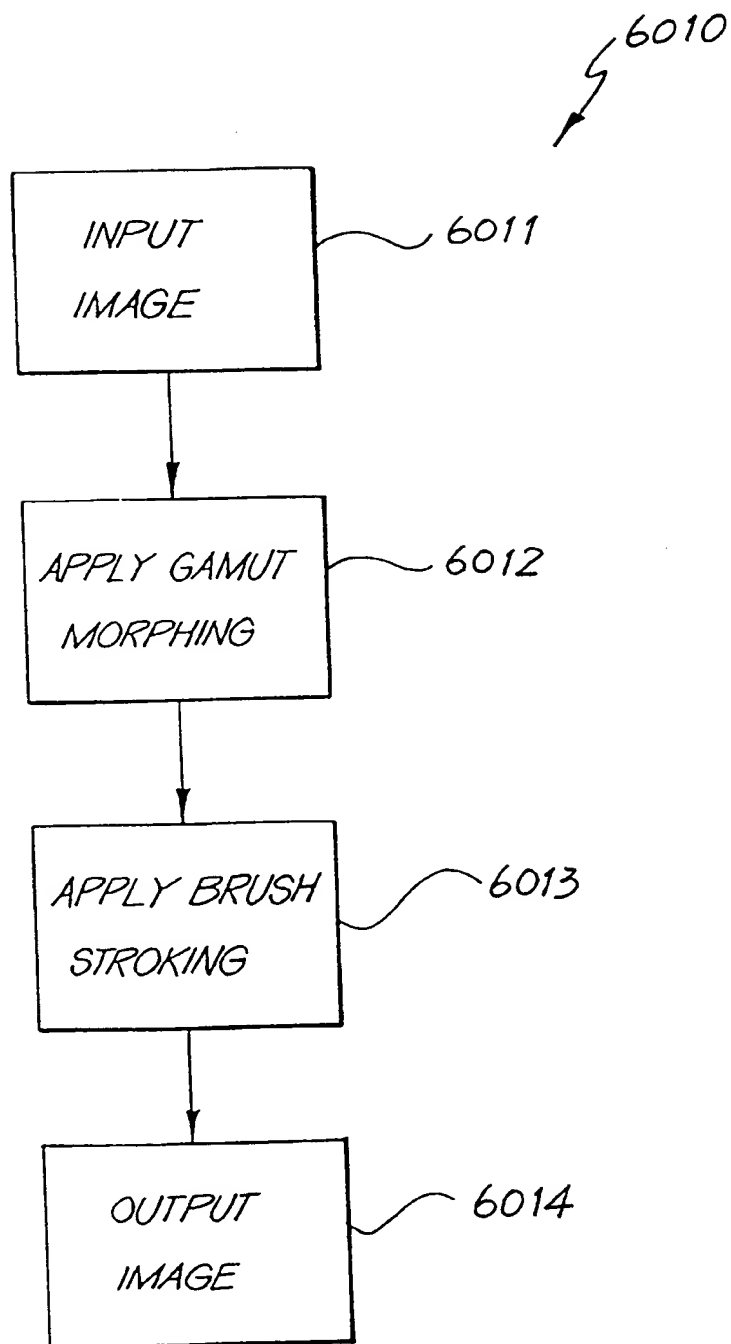 6010
INPUT
IMAGE
6011
APPLY GAMUT
MORPHING
6012
APPLY BRUSH
STROKING
6013
OUTPUT
IMAGE
6014